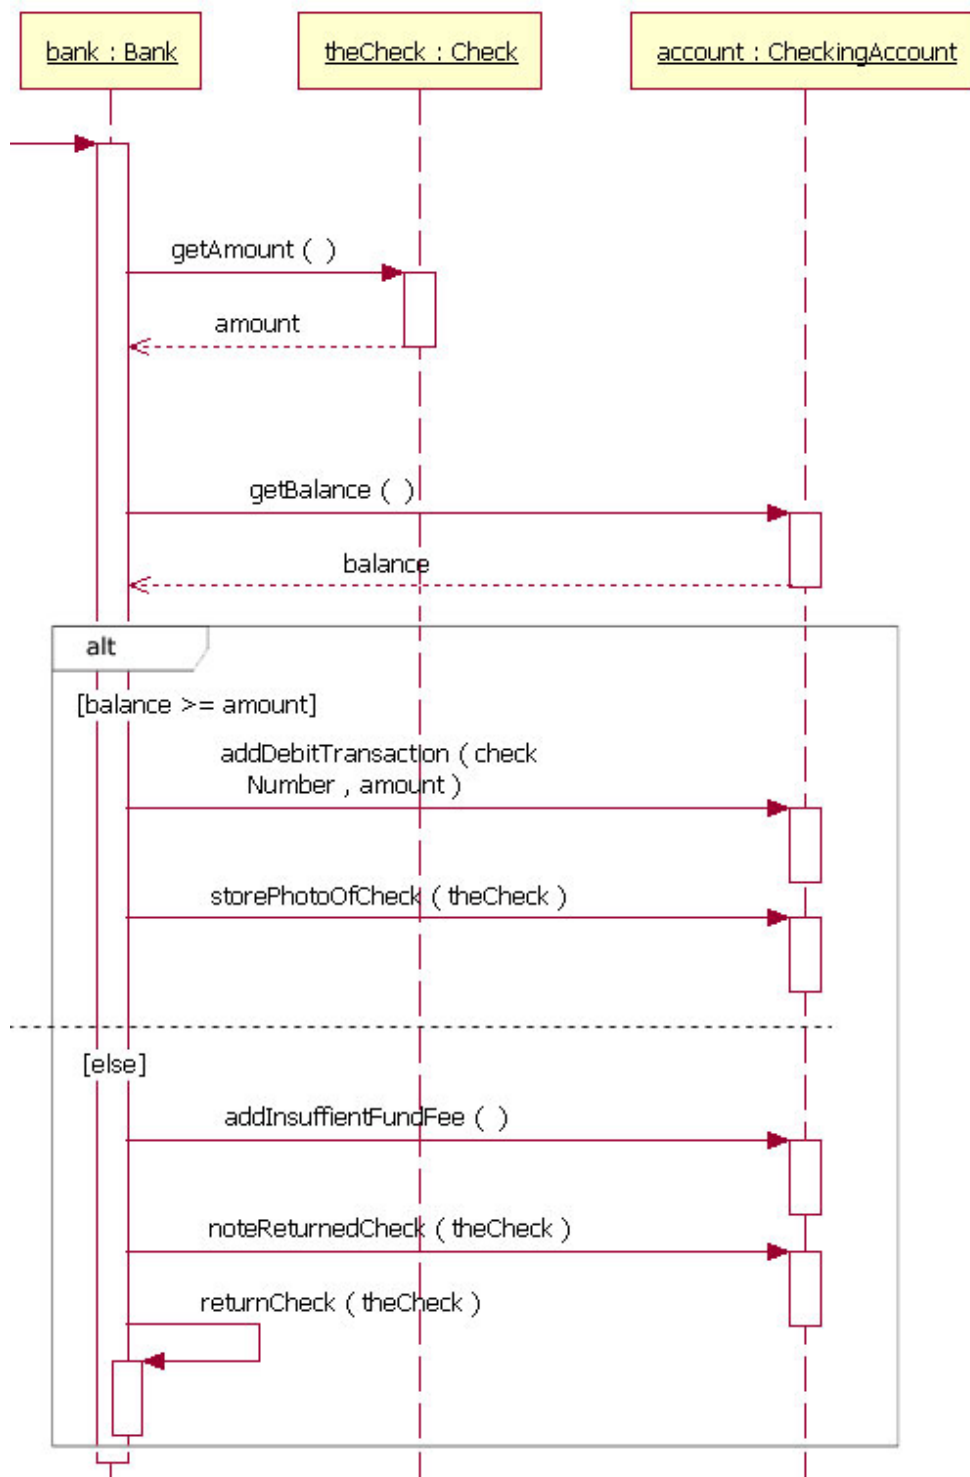 bank : Bank
theCheck : Check
account : CheckingAccount
getAmount ( )
amount
getBalance ( )
balance
alt
[balance >= amount]
addDebitTransaction ( check
Number , amount )
storePhotoOfCheck ( theCheck )
[else]
addInsuffientFundFee ( )
noteReturnedCheck ( theCheck )
returnCheck ( theCheck )